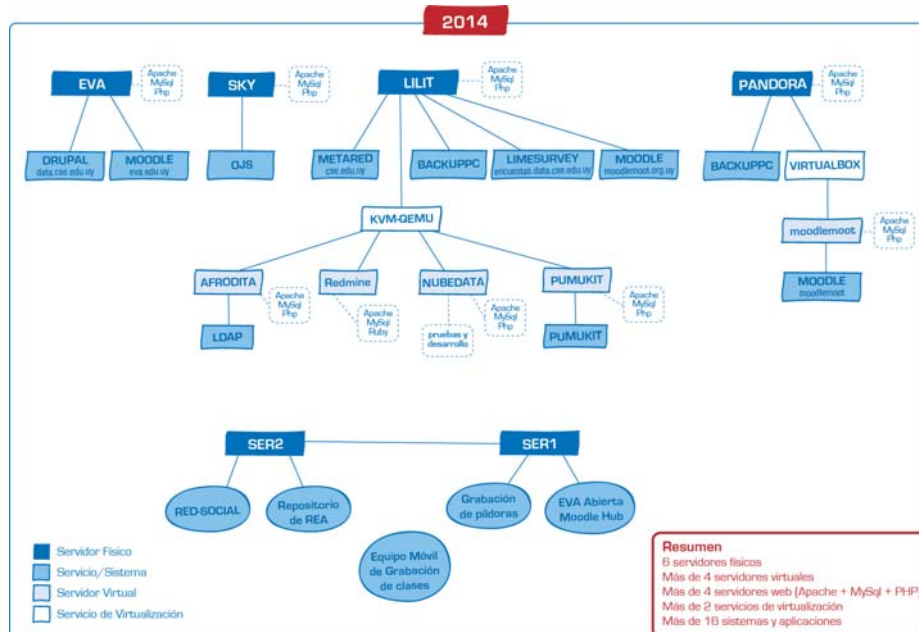 2014
EVA
Apache
MySql
Php
SKY
Apache
MySql
Php
LILIT
Apache
MySql
Php
PANDORA
Apache
MySql
Php
DRUPAL
data.cse.edu.uy
MOODLE
eva.edu.uy
OJS
METARED
cse.edu.uy
BACKUPPC
LIMESURVEY
encuestas.data.cse.edu.uy
MOODLE
moodlemoot.org.uy
BACKUPPC
VIRTUALBOX
KVM-QEMU
moodlemoot
Apache
MySql
Php
AFRODITA
Apache
MySql
Php
Redmine
Apache
MySql
Ruby
NUBEDATA
Apache
MySql
Php
PUMUKIT
Apache
MySql
Php
MOODLE
moodlemoot
LDAP
pruebas y
desarrollo
PUMUKIT
SER2
SER1
RED-SOCIAL
Repositorio
de REA
Grabación
de píldoras
EVA Abierta
Moodle Hub
Equipo Móvil
de Grabación
de clases
Servidor Físico
Servicio/Sistema
Servidor Virtual
Servicio de Virtualización
Resumen
6 servidores físicos
Más de 4 servidores virtuales
Más de 4 servidores web (Apache + MySql + PHP)
Más de 2 servicios de virtualización
Más de 16 sistemas y aplicaciones